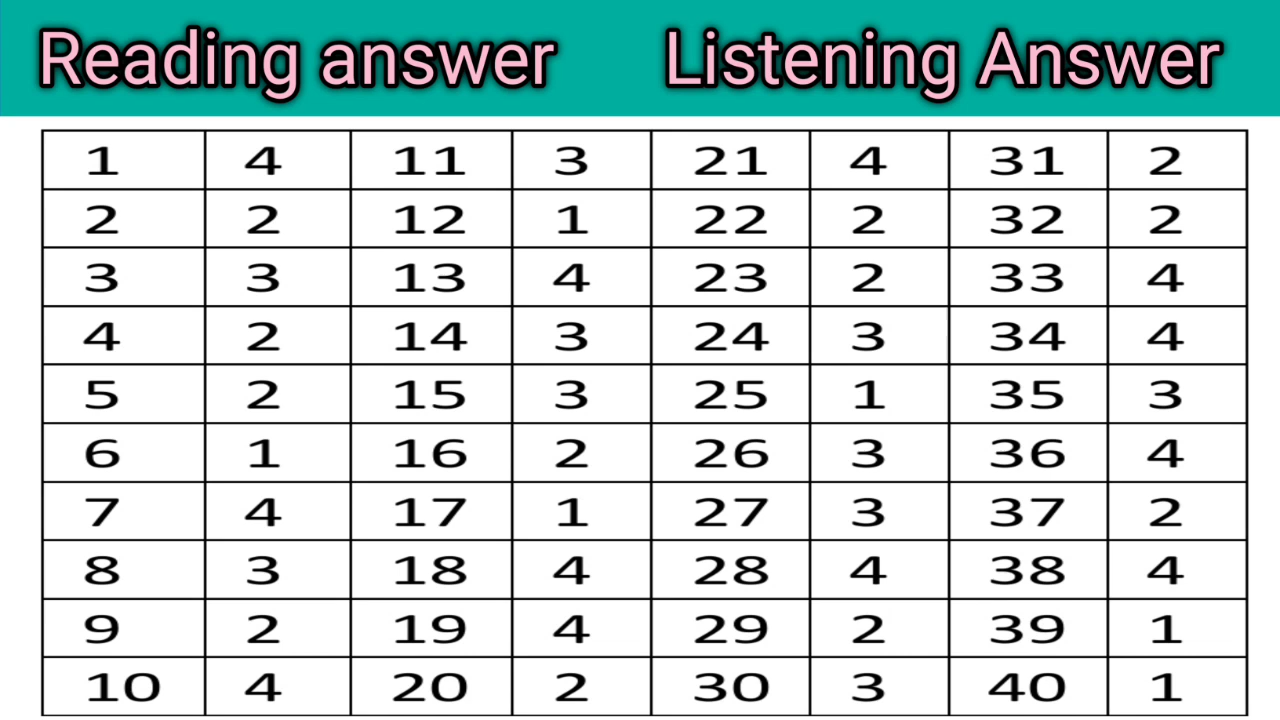 Reading answer Listening Answer
1 4 11 3 21 4 31 2
2 2 12 1 22 2 32 2
3 3 13 4 23 2 33 4
4 2 14 3 24 3 34 4
5 2 15 3 25 1 35 3
6 1 16 2 26 3 36 4
7 4 17 1 27 3 37 2
8 3 18 4 28 4 38 4
9 2 19 4 29 2 39 1
10 4 20 2 30 3 40 1